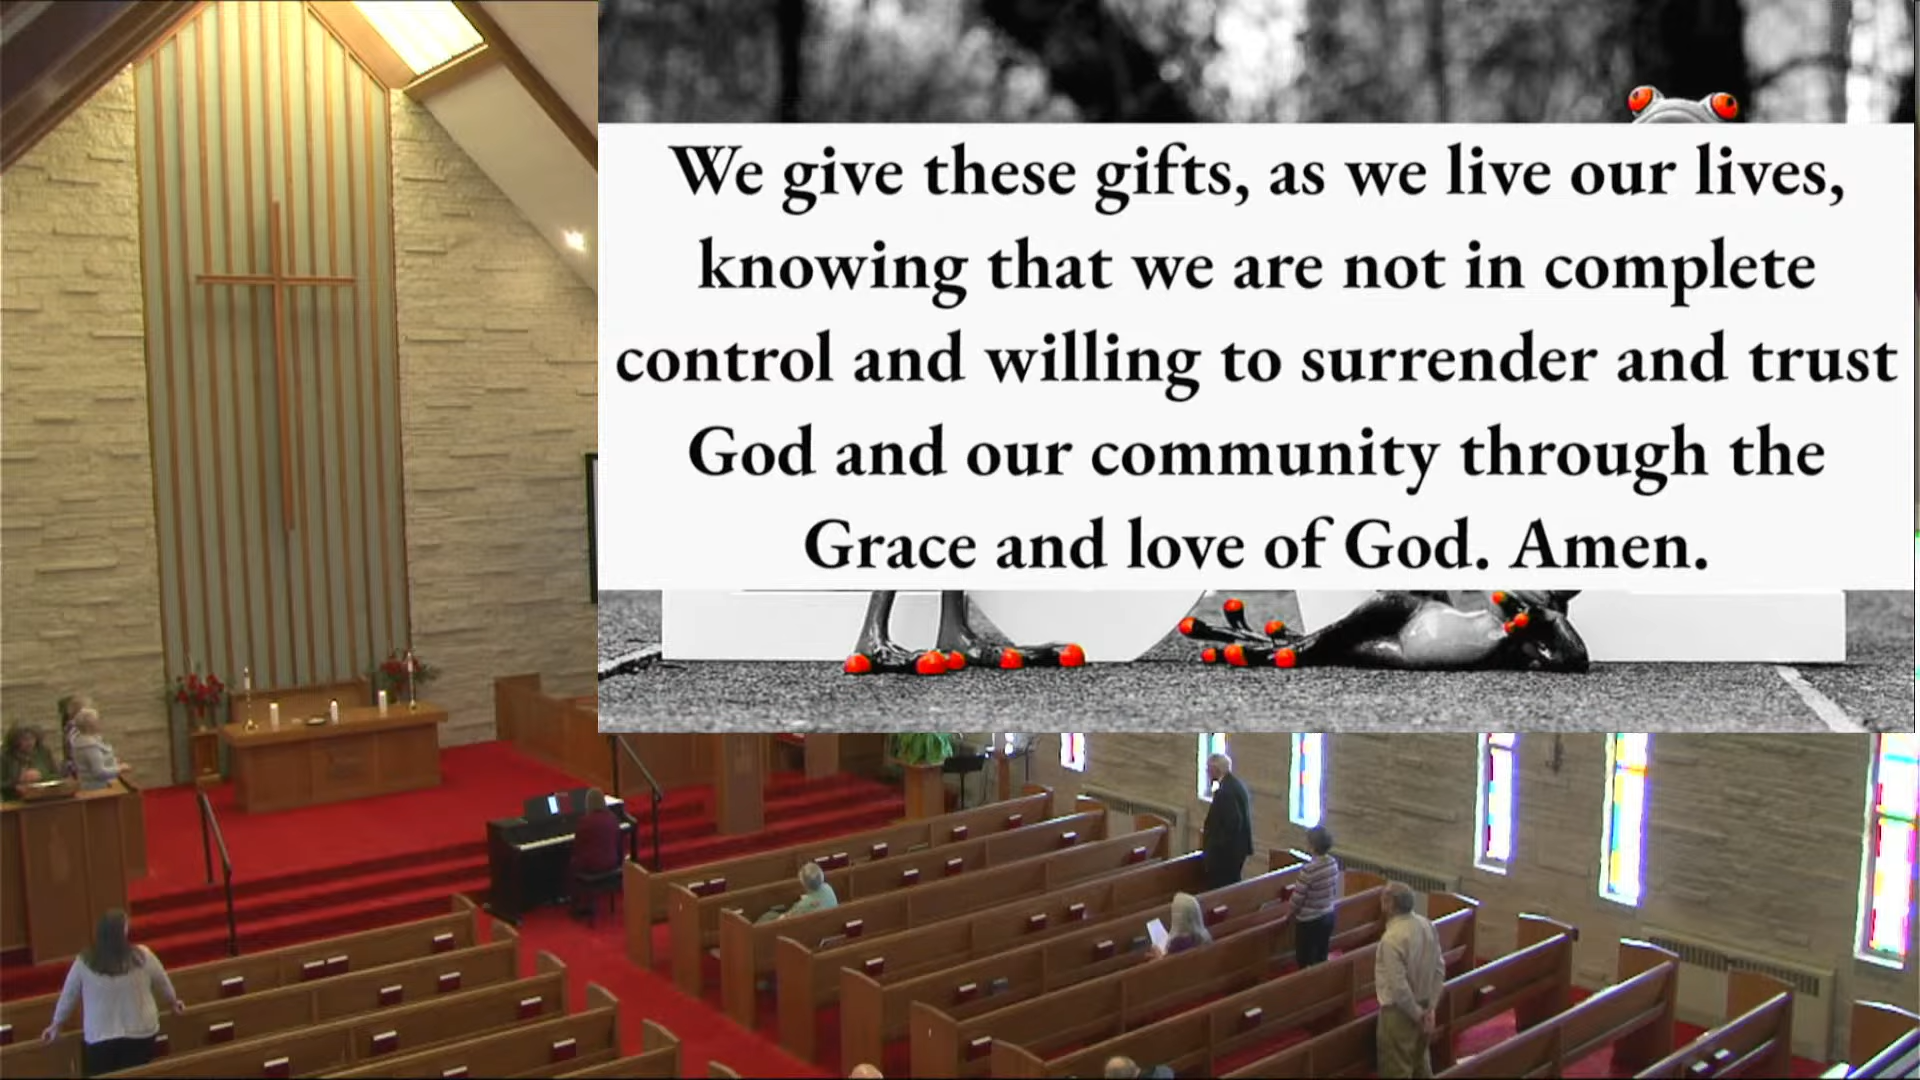 We give these gifts, as we live our lives,
knowing that we are not in complete
control and willing to surrender and trust
God and our community through the
Grace and love of God. Amen.